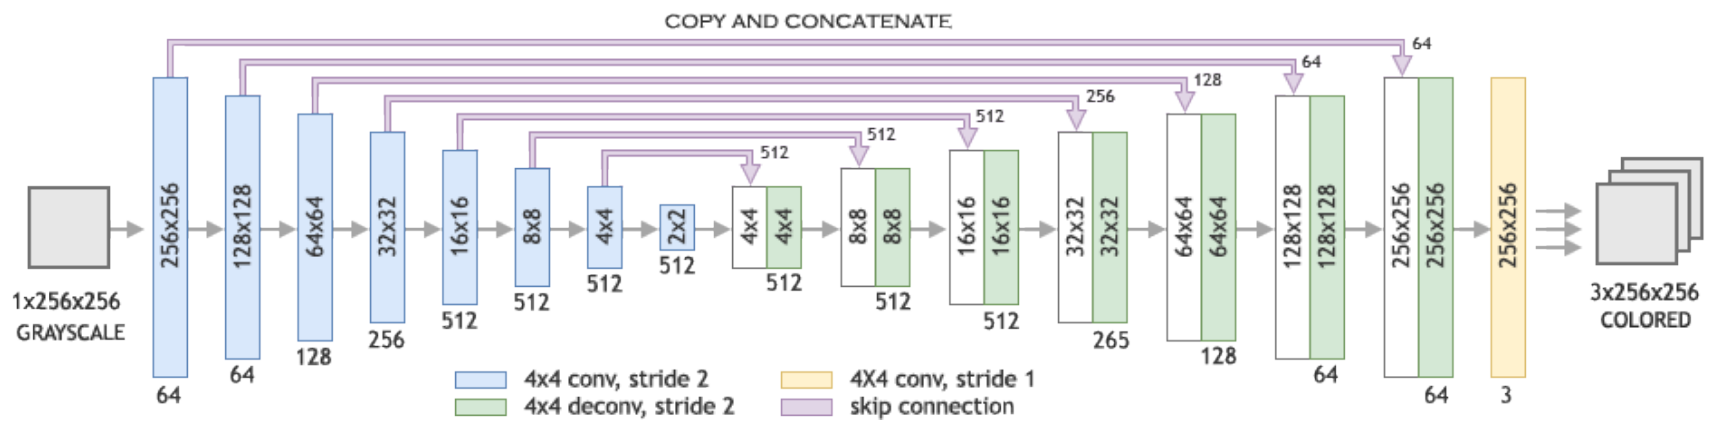 COPY AND CONCATENATE
64
64
128
256
512
512
512
256x256
128x128
64x64
32x32
16x16
8x8
4x4
2x2
4x4
4x4
8x8
8x8
16x16
16x16
32x32
32x32
64x64
64x64
128x128
128x128
256x256
256x256
256x256
1x256x256
GRAYSCALE
3x256x256
COLORED
64
64
128
256
512
512
512
512
512
512
512
265
128
64
64
3
4x4 conv, stride 2
4X4 conv, stride 1
4x4 deconv, stride 2
skip connection